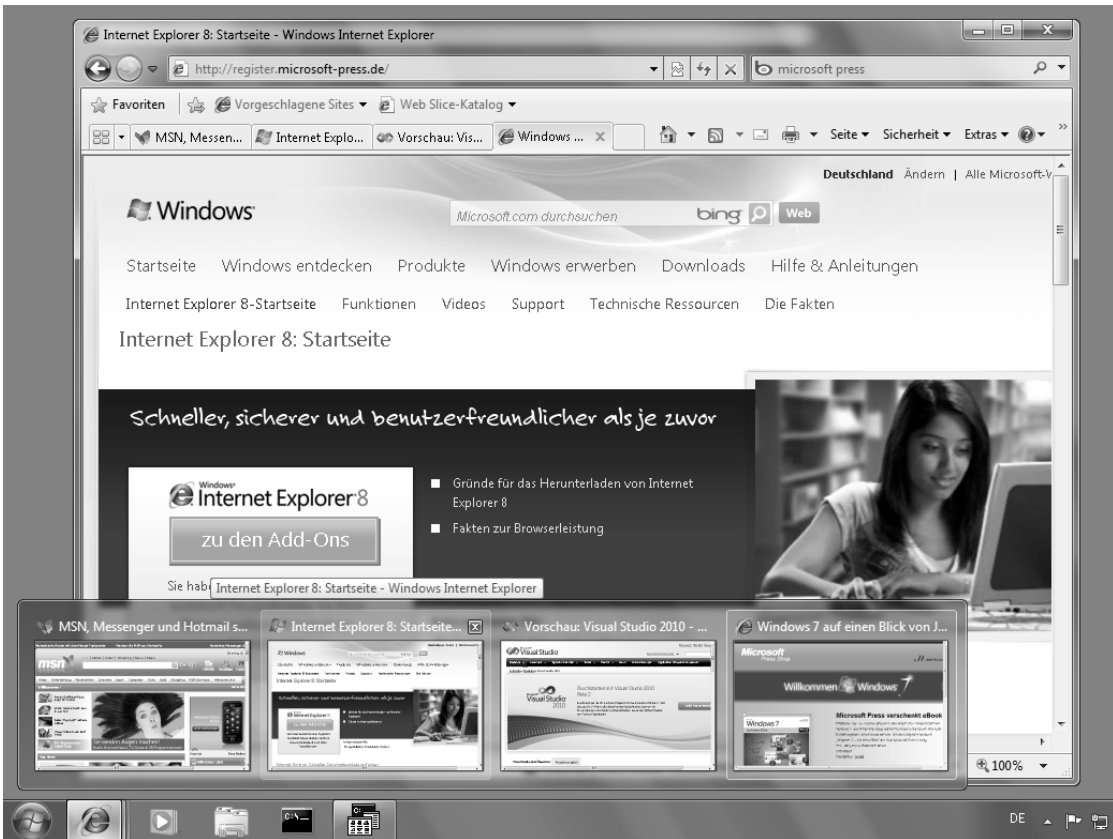 Internet Explorer 8: Startseite - Windows Internet Explorer
http://register.microsoft-press.de/
microsoft press
Favoriten Vorgeschlagene Sites Web Slice-Katalog
MSN, Messen... Internet Explo... Vorschau: Vis... Windows ... X Seite Sicherheit Extras
Deutschland Ändern | Alle Microsoft-V
Windows
Microsoft.com durchsuchen bing Web
Startseite Windows entdecken Produkte Windows erwerben Downloads Hilfe & Anleitungen
Internet Explorer 8-Startseite Funktionen Videos Support Technische Ressourcen Die Fakten
Internet Explorer 8: Startseite
Schneller, sicherer und benutzerfreundlicher als je zuvor
Windows
Internet Explorer 8
zu den Add-Ons
Gründe für das Herunterladen von Internet
Explorer 8
Fakten zur Browserleistung
Sie hab
Internet Explorer 8: Startseite - Windows Internet Explorer
MSN, Messenger und Hotmail s...
Internet Explorer 8: Startseite...
Vorschau: Visual Studio 2010 - ...
Windows 7 auf einen Blick von J...
msn
Visual Studio
Visual Studio
2010
Microsoft
Press Shop
Willkommen Windows 7
Microsoft Press verschenkt eBook
Windows 7
100%
DE